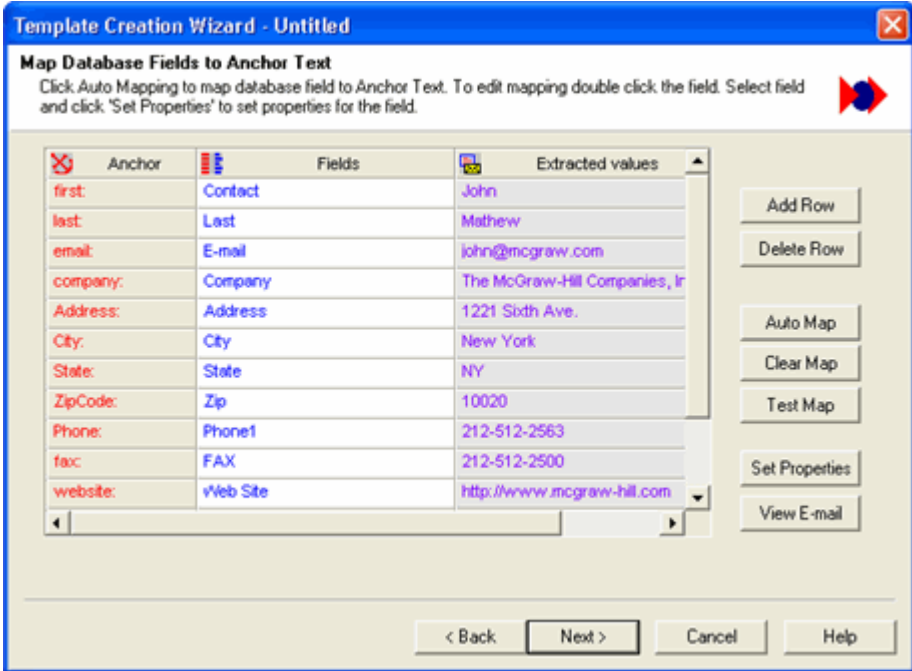 Template Creation Wizard - Untitled
Map Database Fields to Anchor Text
Click Auto Mapping to map database field to Anchor Text. To edit mapping double click the field. Select field
and click 'Set Properties' to set properties for the field.
Anchor Fields Extracted values
first: Contact John
last: Last Mathew
email: E-mail john@mcgraw.com
company: Company The McGraw-Hill Companies, In
Address: Address 1221 Sixth Ave.
City: City New York
State: State NY
ZipCode: Zip 10020
Phone: Phone1 212-512-2563
fax: FAX 212-512-2500
website: Web Site http://www.mcgraw-hill.com
Add Row
Delete Row
Auto Map
Clear Map
Test Map
Set Properties
View E-mail
< Back Next > Cancel Help